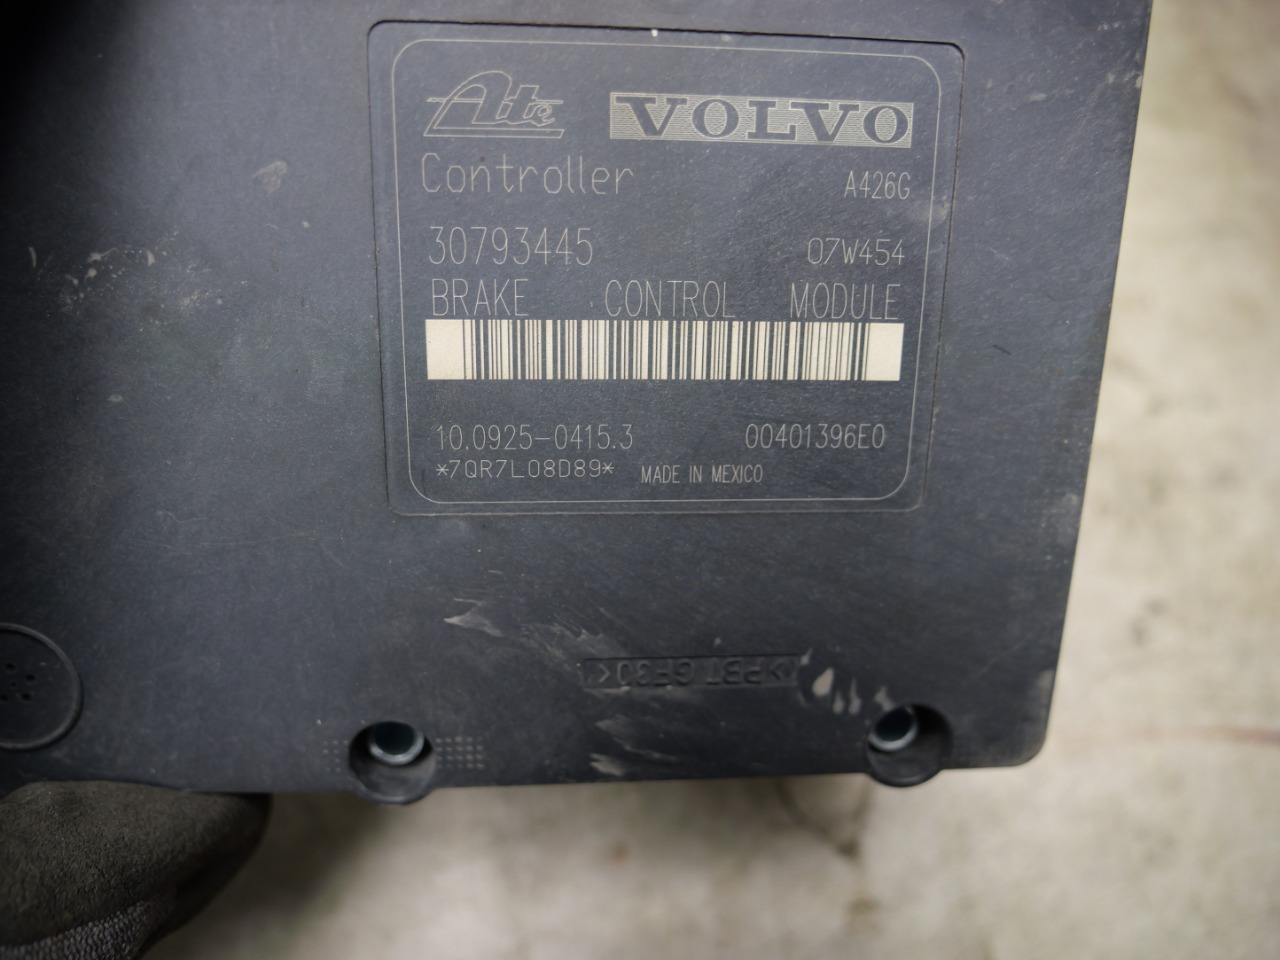 Ate VOLVO
Controller A426G
30793445 07W454
BRAKE CONTROL MODULE
10.0925-0415.3 00401396E0
*7QR7L08D89* MADE IN MEXICO
>PBT GF30<